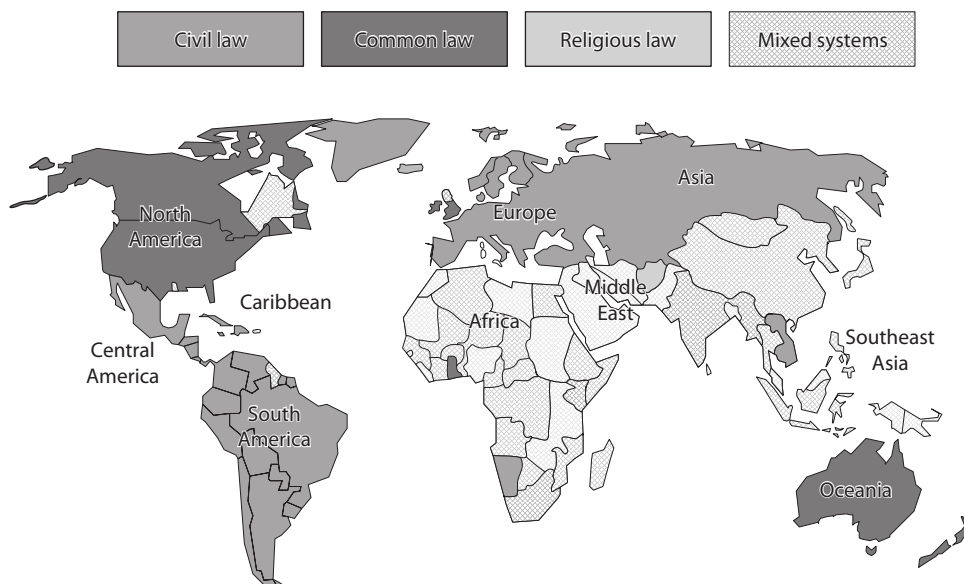 Civil law
Common law
Religious law
Mixed systems
North
America
Asia
Europe
Caribbean
Middle
East
Africa
Central
America
Southeast
Asia
South
America
Oceania